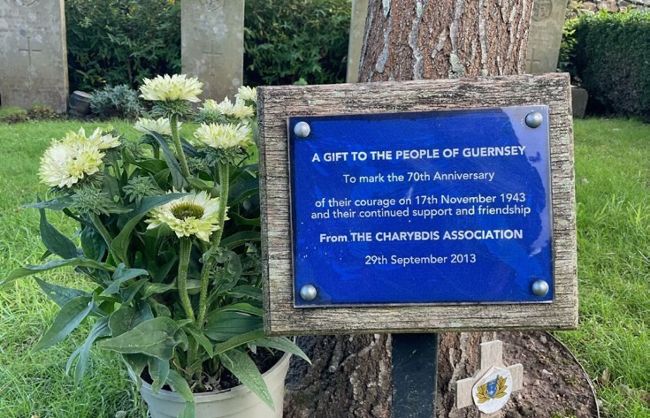 A GIFT TO THE PEOPLE OF GUERNSEY
To mark the 70th Anniversary
of their courage on 17th November 1943
and their continued support and friendship
From THE CHARYBDIS ASSOCIATION
29th September 2013